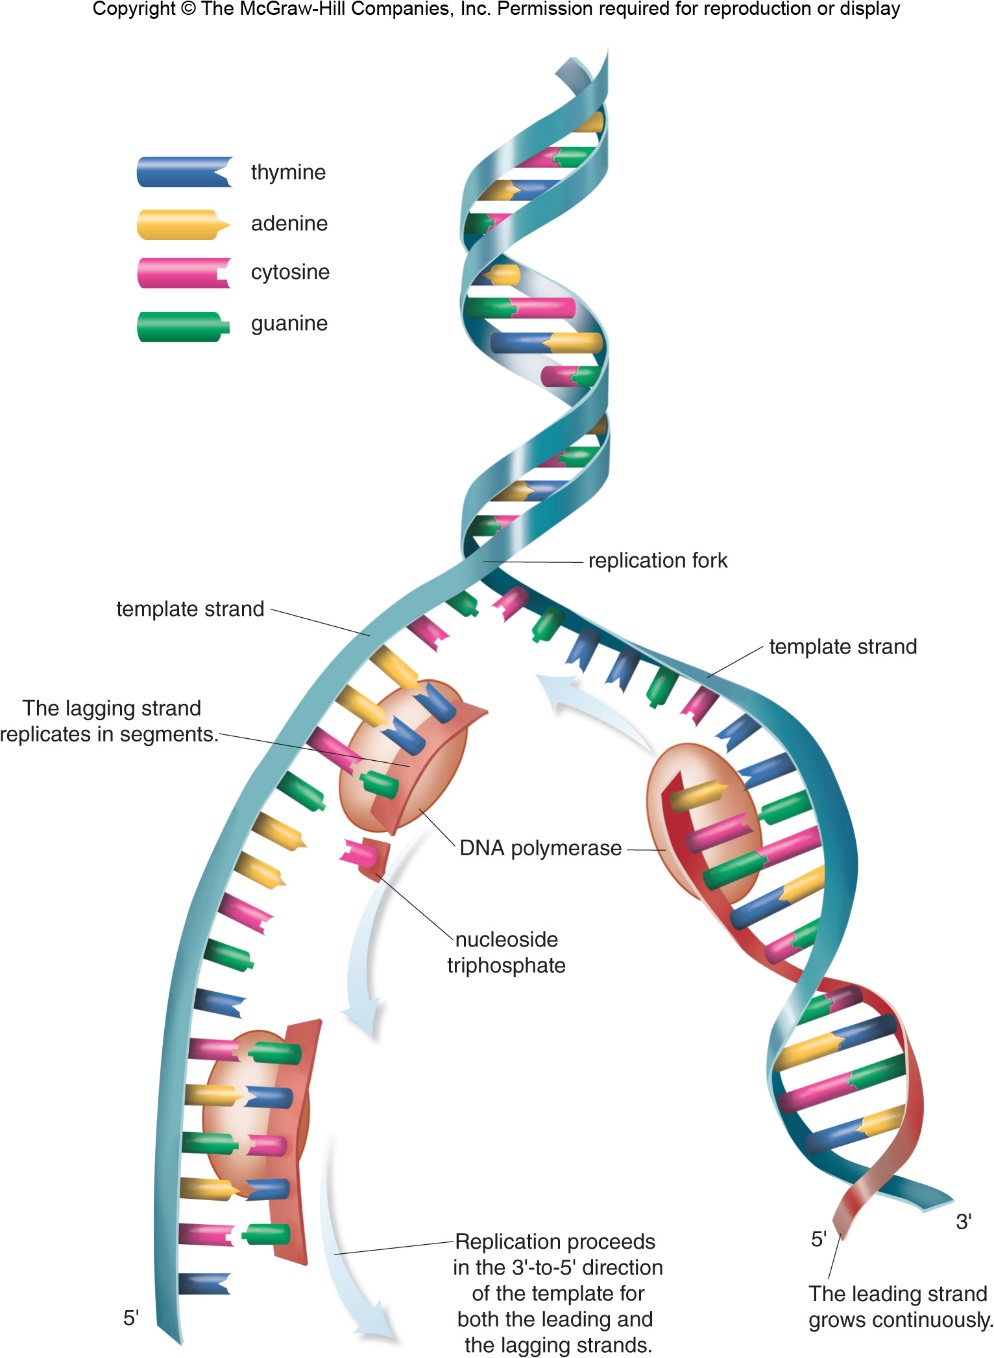 Copyright © The McGraw-Hill Companies, Inc. Permission required for reproduction or display
thymine
adenine
cytosine
guanine
replication fork
template strand
template strand
The lagging strand
replicates in segments.
DNA polymerase
nucleoside
triphosphate
Replication proceeds
in the 3'-to-5' direction
of the template for
both the leading and
the lagging strands.
5'
3'
5'
The leading strand
grows continuously.